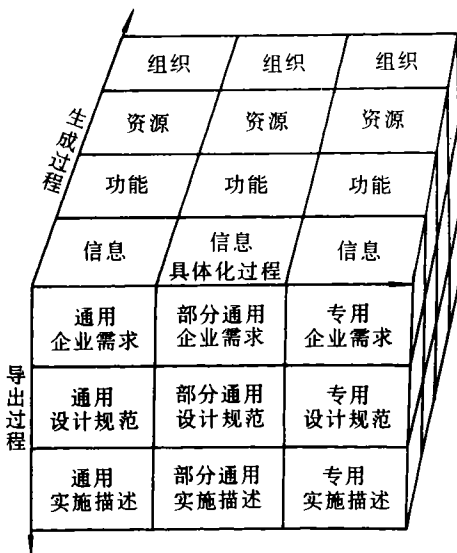 组织 组织 组织
资源 资源 资源
功能 功能 功能
信息 信息 信息
具体化过程
生成过程
导出过程
通用 部分通用 专用
企业需求 企业需求 企业需求
通用 部分通用 专用
设计规范 设计规范 设计规范
通用 部分通用 专用
实施描述 实施描述 实施描述